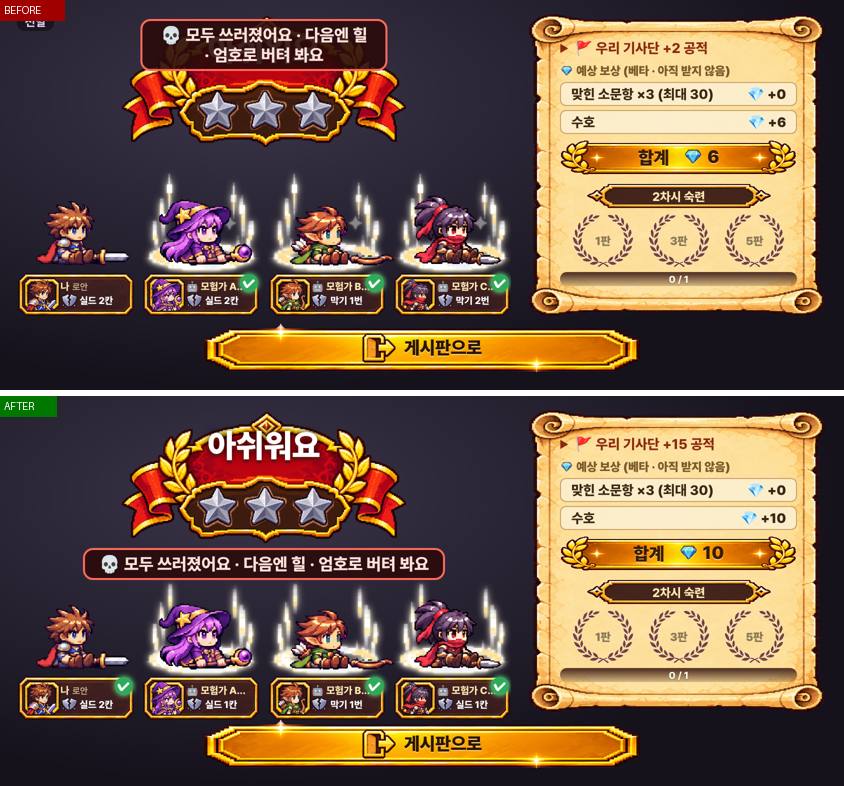 BEFORE
💀 모두 쓰러졌어요 · 다음엔 힐
· 엄호로 버텨 봐요
▶ 🚩 우리 기사단 +2 공적
💎 예상 보상 (베타 · 아직 받지 않음)
맞힌 소문항 ×3 (최대 30) 💎 +0
수호 💎 +6
합계 💎 6
2차시 숙련
1판 3판 5판
0 / 1
나 로안
실드 2칸
모험가 A...
실드 2칸
모험가 B...
막기 1번
모험가 C...
막기 2번
게시판으로
AFTER
아쉬워요
💀 모두 쓰러졌어요 · 다음엔 힐 · 엄호로 버텨 봐요
▶ 🚩 우리 기사단 +15 공적
💎 예상 보상 (베타 · 아직 받지 않음)
맞힌 소문항 ×3 (최대 30) 💎 +0
수호 💎 +10
합계 💎 10
2차시 숙련
1판 3판 5판
0 / 1
나 로안
실드 2칸
모험가 A...
실드 1칸
모험가 B...
막기 1번
모험가 C...
실드 1칸
게시판으로